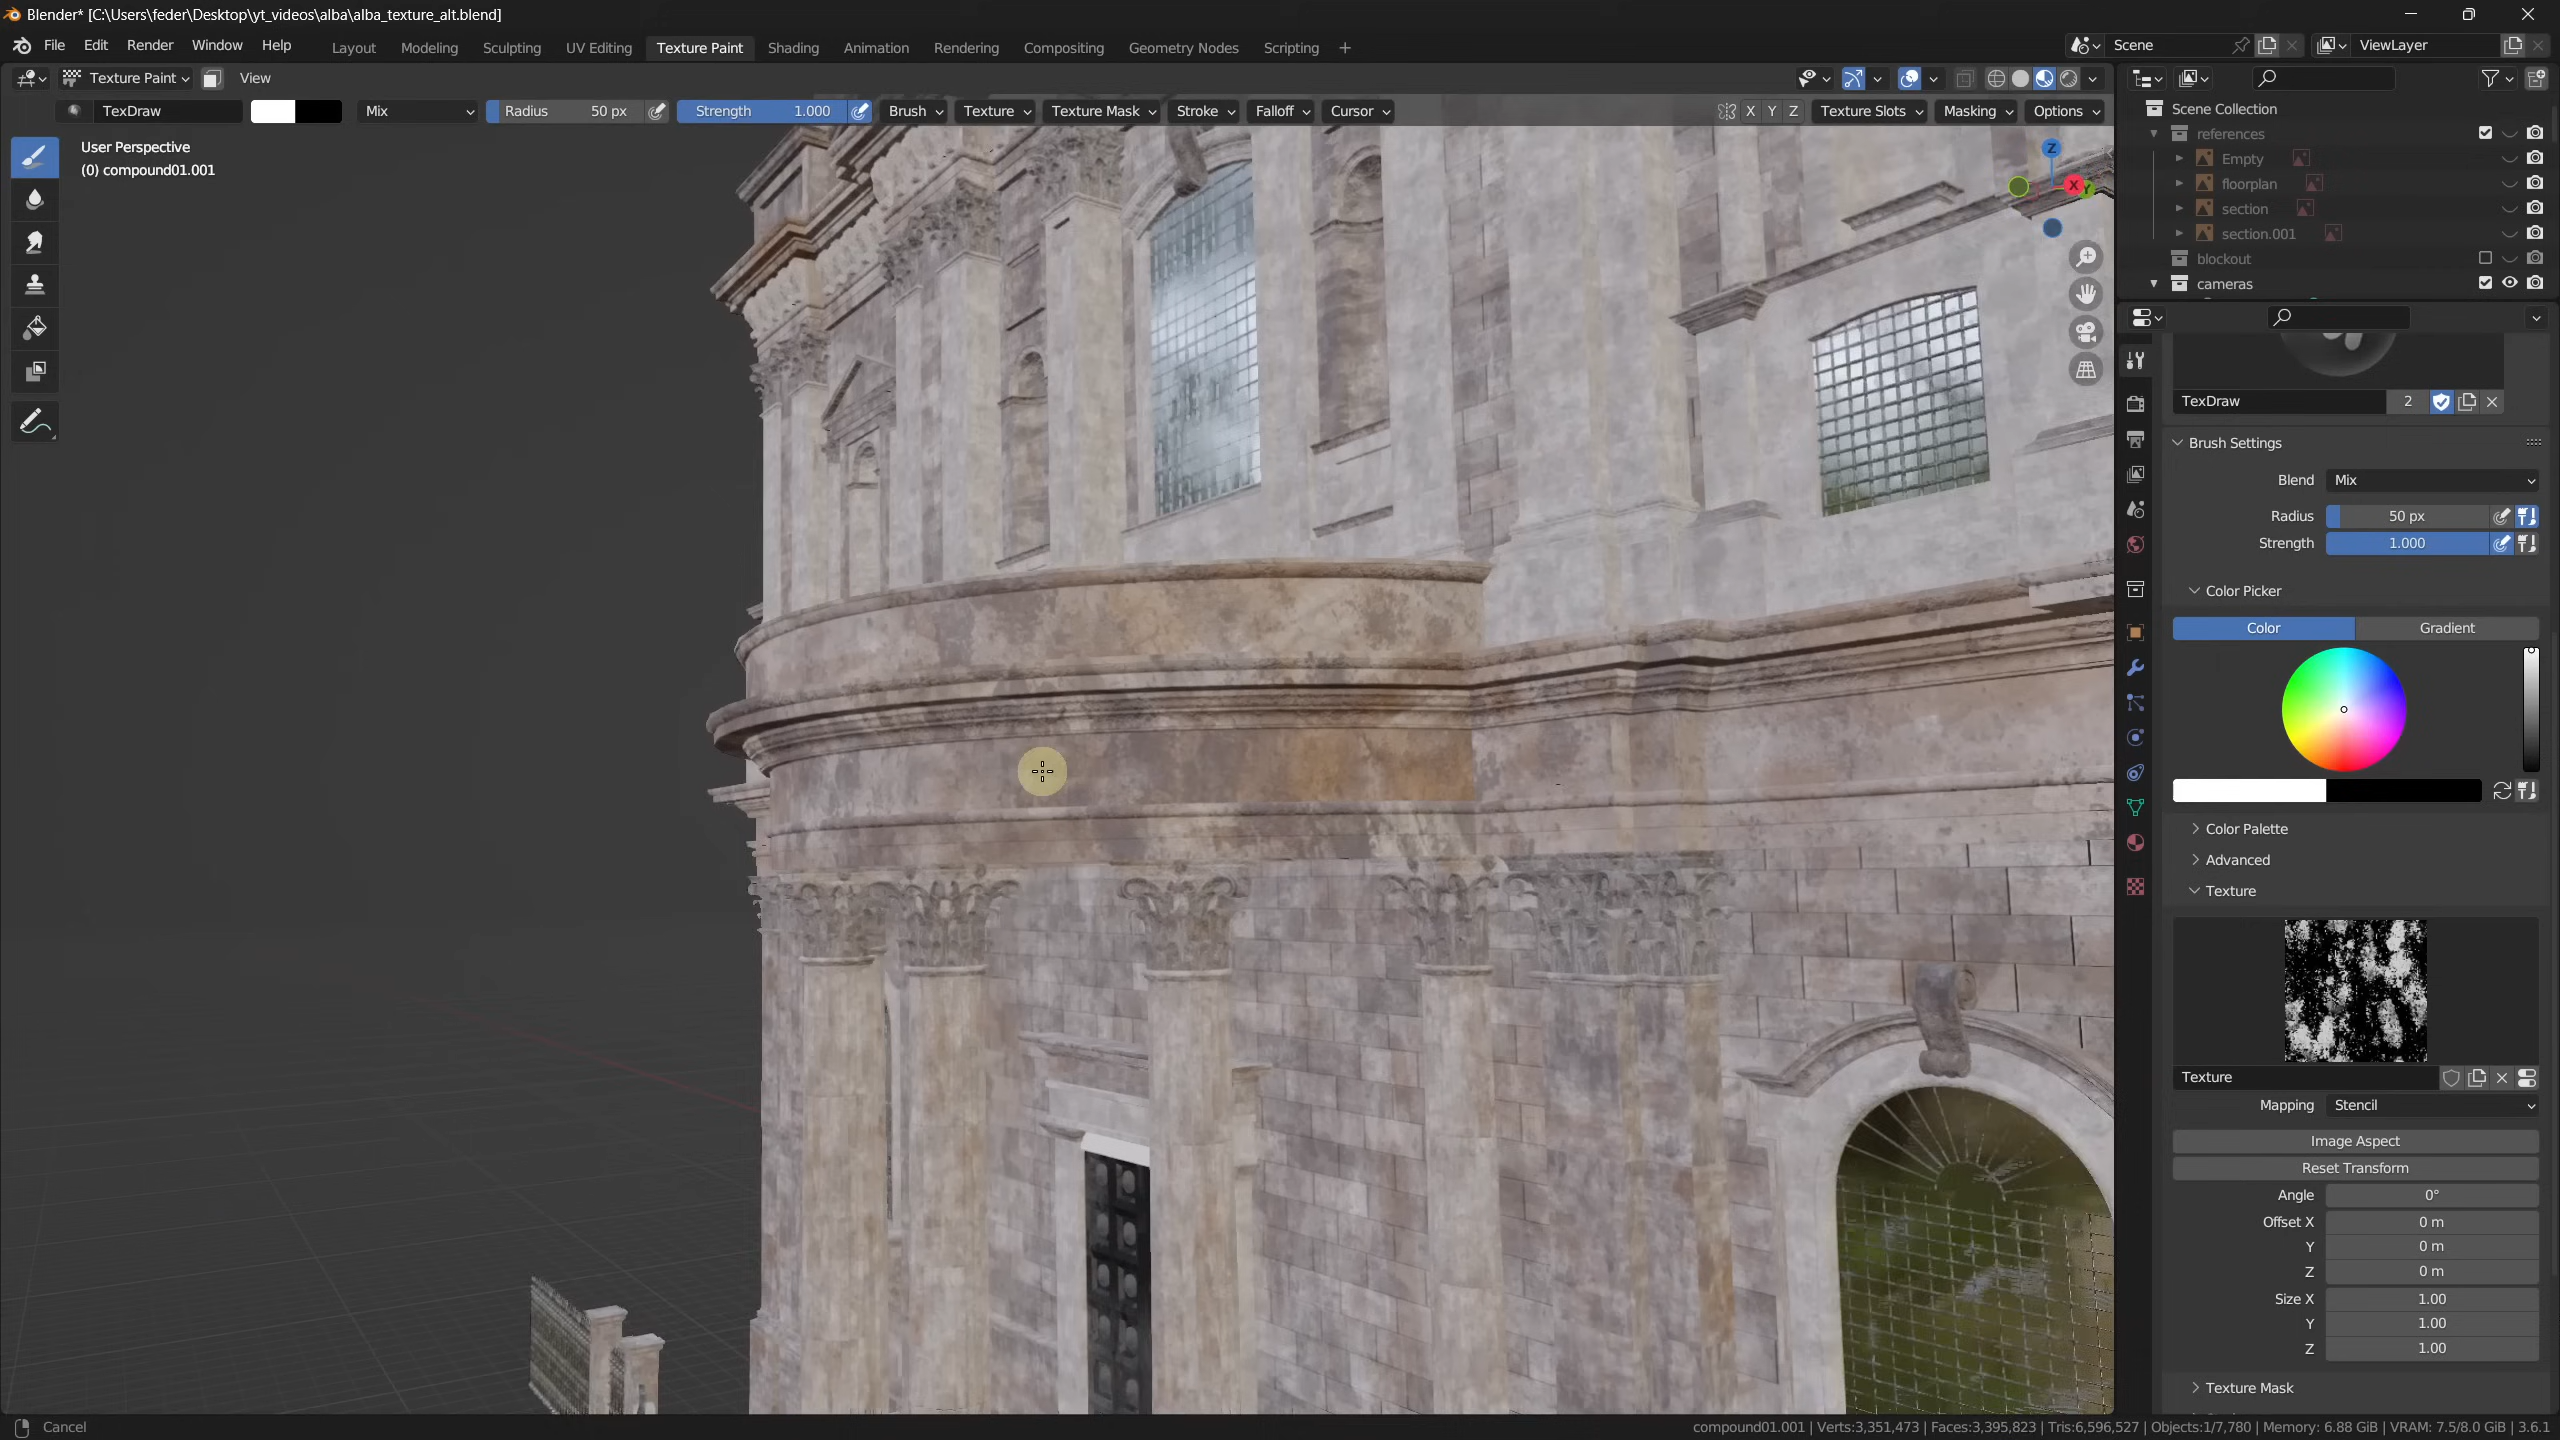 Blender* [C:\Users\feder\Desktop\yt_videos\alba\alba_texture_alt.blend]
File Edit Render Window Help Layout Modeling Sculpting UV Editing Texture Paint Shading Animation Rendering Compositing Geometry Nodes Scripting + Scene ViewLayer
Texture Paint View
TexDraw Mix Radius 50 px Strength 1.000 Brush Texture Texture Mask Stroke Falloff Cursor X Y Z Texture Slots Masking Options
User Perspective
(0) compound01.001
Z
X
Y
Scene Collection
references
Empty
floorplan
section
section.001
blockout
cameras
TexDraw 2
Brush Settings
Blend Mix
Radius 50 px
Strength 1.000
Color Picker
Color Gradient
Color Palette
Advanced
Texture
Texture
Mapping Stencil
Image Aspect
Reset Transform
Angle 0°
Offset X 0 m
Y 0 m
Z 0 m
Size X 1.00
Y 1.00
Z 1.00
Texture Mask
Cancel
compound01.001 | Verts:3,351,473 | Faces:3,395,823 | Tris:6,596,527 | Objects:1/7,780 | Memory: 6.88 GiB | VRAM: 7.5/8.0 GiB | 3.6.1